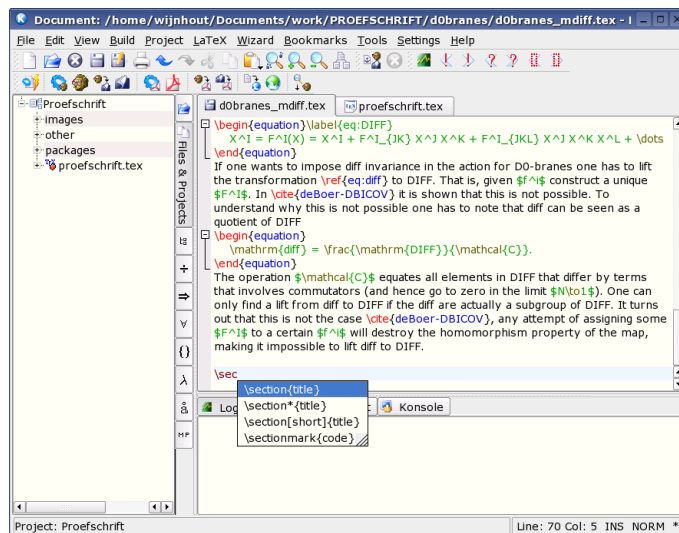 Document: /home/wijnhout/Documents/work/PROEFSCHRIFT/d0branes/d0branes_mdiff.tex -
File Edit View Build Project LaTeX Wizard Bookmarks Tools Settings Help
Proefschrift
images
other
packages
proefschrift.tex
Files & Projects
d0branes_mdiff.tex
proefschrift.tex
\begin{equation}\label{eq:DIFF}
X^I = F^I(X) = X^I + F^I_{JK} X^J X^K + F^I_{JKL} X^J X^K X^L + \dots
\end{equation}
If one wants to impose diff invariance in the action for D0-branes one has to lift
the transformation \ref{eq:diff} to DIFF. That is, given $f^i$ construct a unique
$F^I$. In \cite{deBoer-DBICOV} it is shown that this is not possible. To
understand why this is not possible one has to note that diff can be seen as a
quotient of DIFF
\begin{equation}
\mathrm{diff} = \frac{\mathrm{DIFF}}{\mathcal{C}}.
\end{equation}
The operation $\mathcal{C}$ equates all elements in DIFF that differ by terms
that involves commutators (and hence go to zero in the limit $N\to1$). One can
only find a lift from diff to DIFF if the diff are actually a subgroup of DIFF. It turns
out that this is not the case \cite{deBoer-DBICOV}, any attempt of assigning some
$F^I$ to a certain $f^i$ will destroy the homomorphism property of the map,
making it impossible to lift diff to DIFF.
\sec
\section{title}
\section*{title}
\section[short]{title}
\sectionmark{code}
Konsole
MP
Project: Proefschrift
Line: 70 Col: 5 INS NORM *